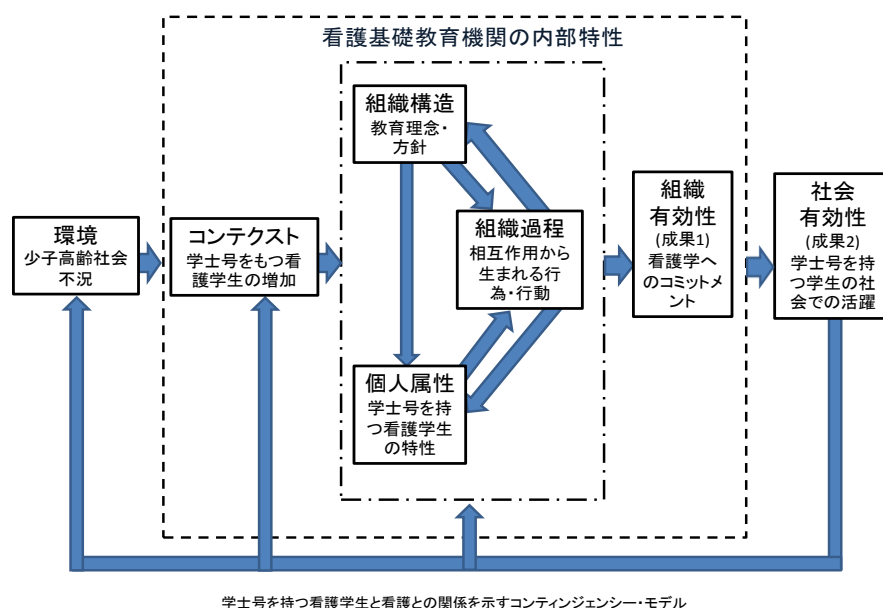 看護基礎教育機関の内部特性
組織構造
教育理念・
方針
組織過程
相互作用から
生まれる行
為・行動
個人属性
学士号を持
つ看護学生
の特性
環境
少子高齢社会
不況
コンテクスト
学士号をもつ看
護学生の増加
組織
有効性
(成果1)
看護学へ
のコミットメ
ント
社会
有効性
(成果2)
学士号を持
つ学生の社
会での活躍
学士号を持つ看護学生と看護との関係を示すコンティンジェンシー・モデル